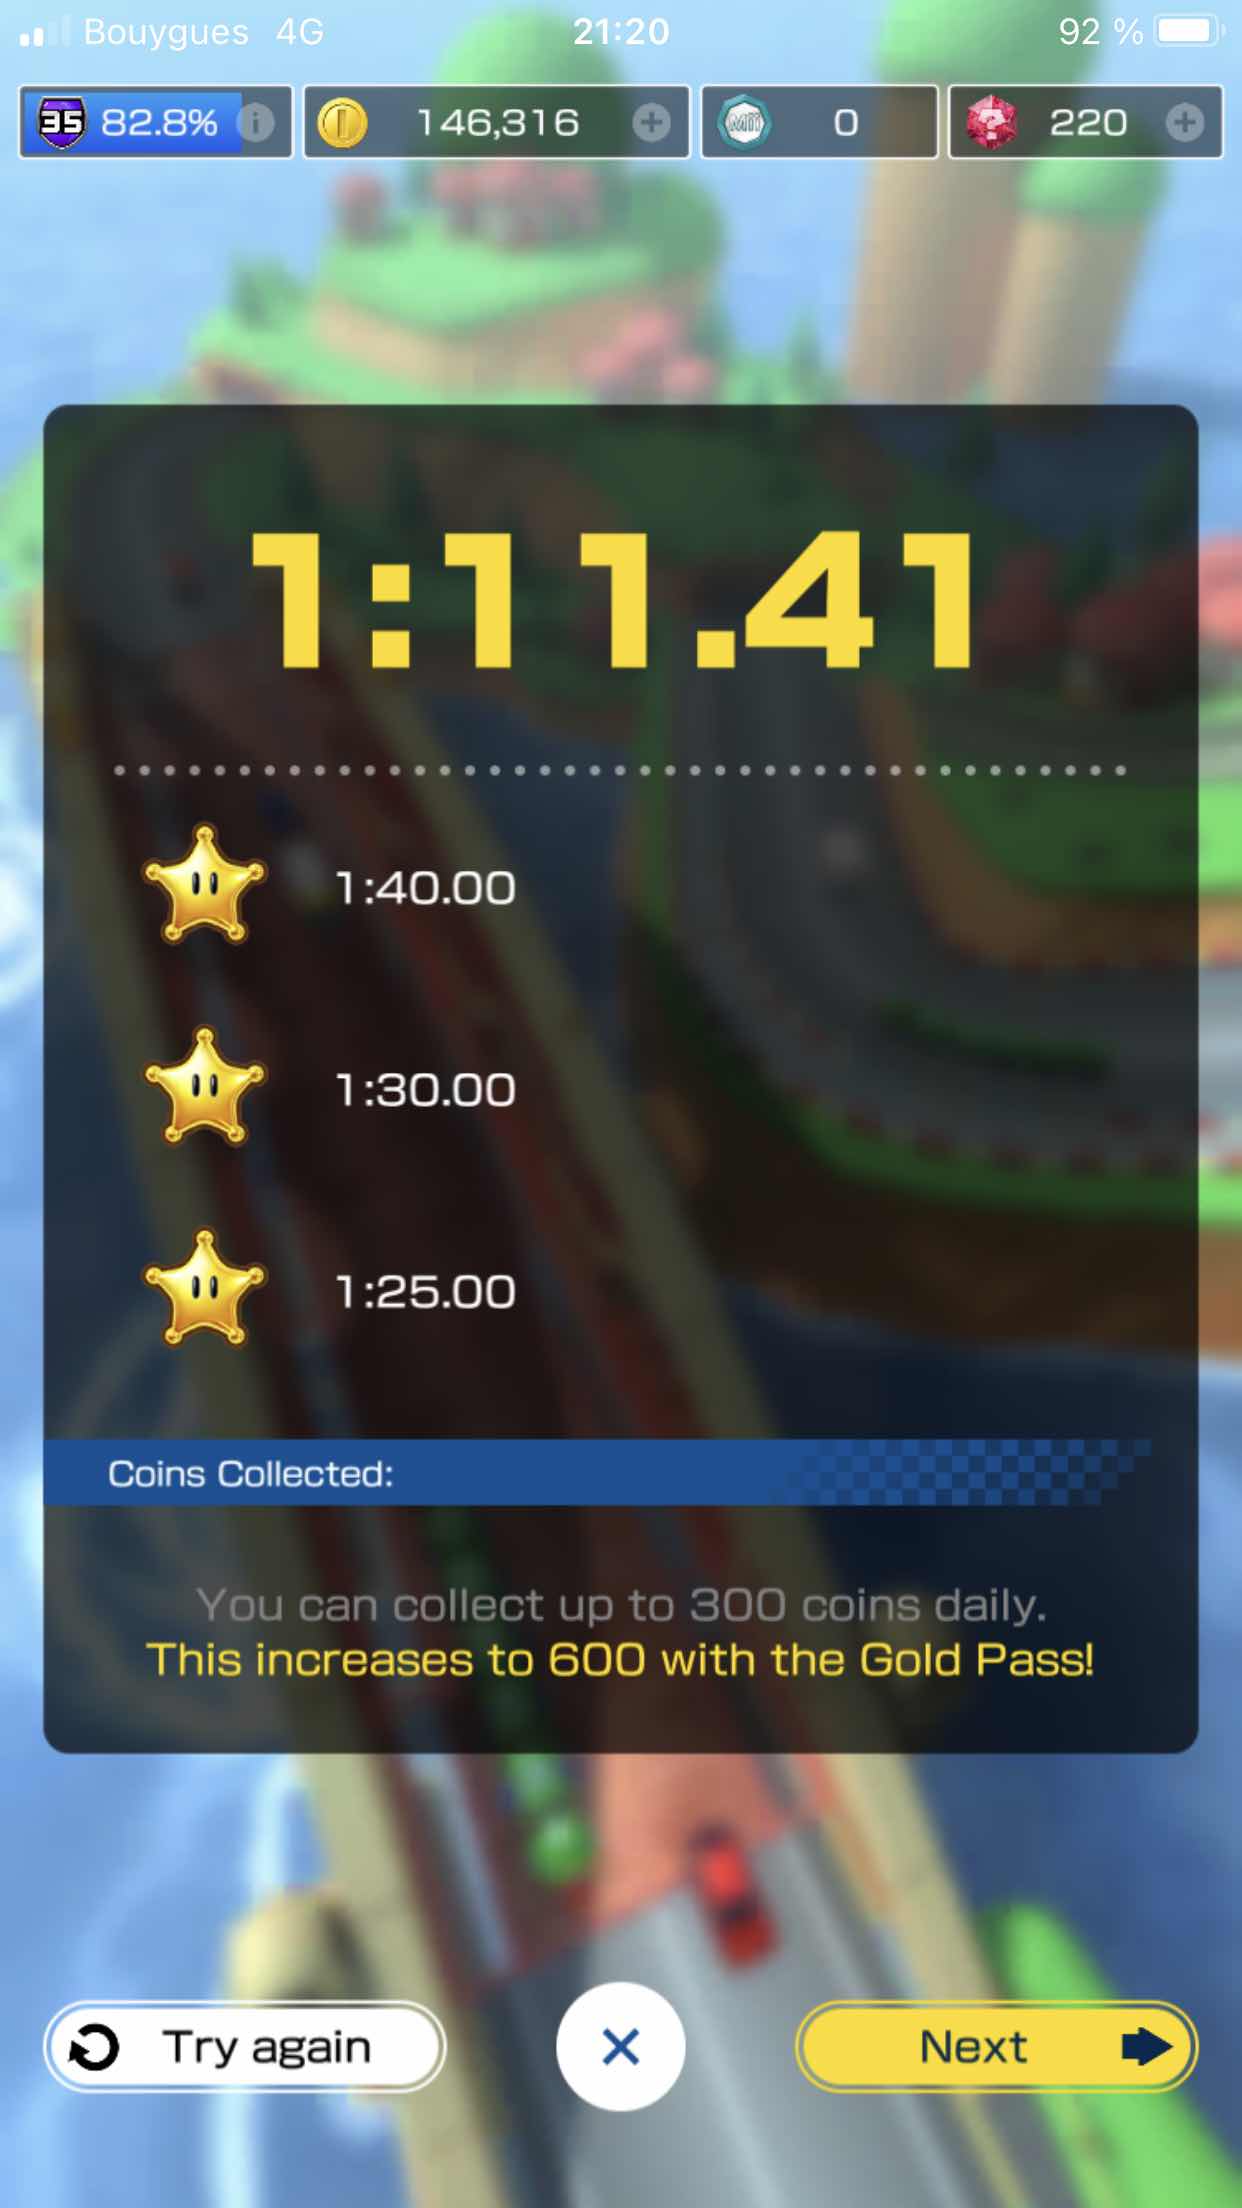 Bouygues 4G 21:20 92 %
35 82.8% i 146,316 + Mii 0 ? 220 +
1:11.41
1:40.00
1:30.00
1:25.00
Coins Collected:
You can collect up to 300 coins daily.
This increases to 600 with the Gold Pass!
Try again × Next